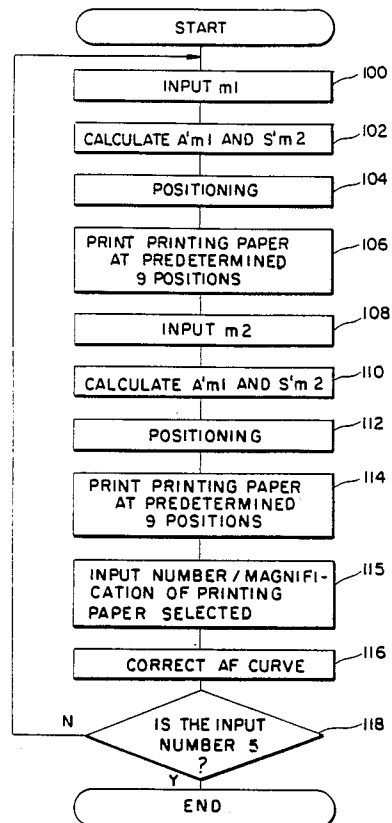 START
100
INPUT m1
102
CALCULATE A'm1 AND S'm2
104
POSITIONING
106
PRINT PRINTING PAPER
AT PREDETERMINED
9 POSITIONS
108
INPUT m2
110
CALCULATE A'm1 AND S'm2
112
POSITIONING
114
PRINT PRINTING PAPER
AT PREDETERMINED
9 POSITIONS
115
INPUT NUMBER/MAGNIFI-
CATION OF PRINTING
PAPER SELECTED
116
CORRECT AF CURVE
118
N
IS THE INPUT
NUMBER 5
?
Y
END